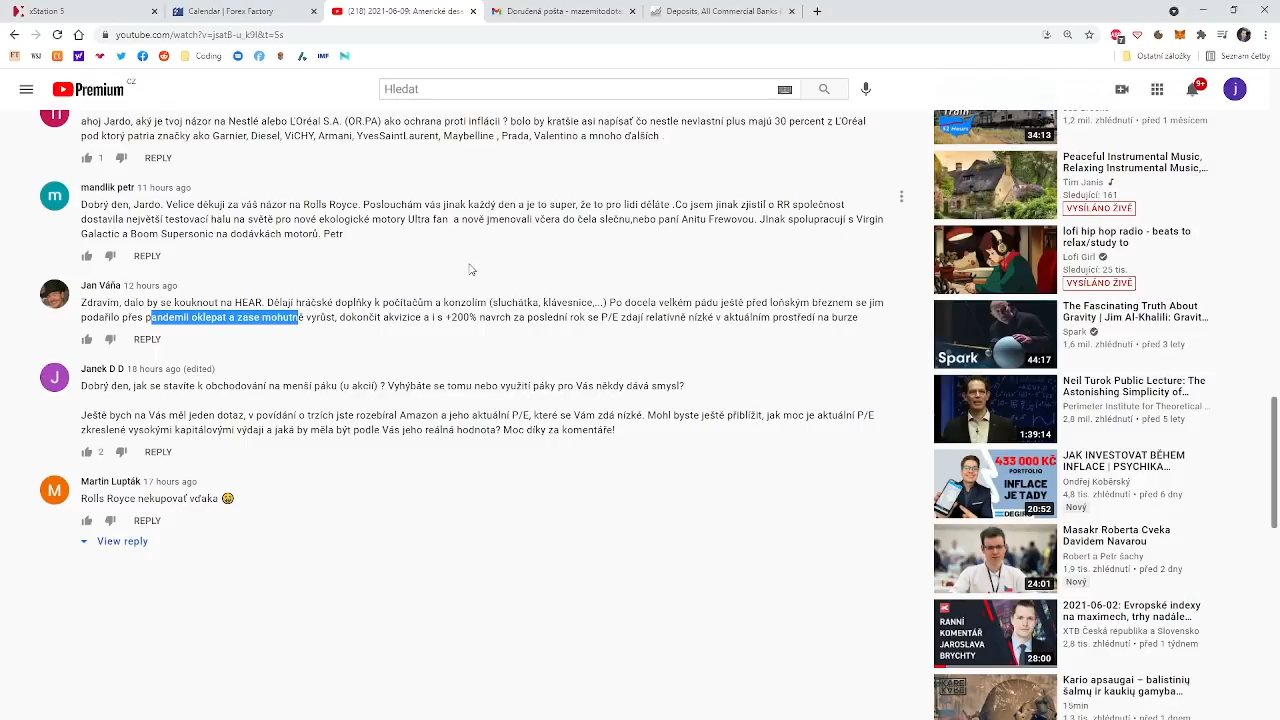 xStation 5
Calendar | Forex Factory
(218) 2021-06-09: Americké des
Doručená pošta - mazemitostoto
Deposits, All Commercial Banks
youtube.com/watch?v=jsatB-u_k9I&t=5s
FT
WSJ
Coding
IMF
Ostatní záložky
Seznam četby
Premium
CZ
Hledat
9+
j
ahoj Jardo, aký je tvoj názor na Nestlé alebo L'Oréal S.A. (OR.PA) ako ochrana proti inflácii ? bolo by kratšie asi napísať čo nestle nevlastní plus majú 30 percent z L'Oréal
pod ktorý patria značky ako Garnier, Diesel, VICHY, Armani, YvesSaintLaurent, Maybelline , Prada, Valentino a mnoho ďalších .
1
REPLY
m
mandlik petr 11 hours ago
Dobrý den, Jardo. Velice děkuji za váš názor na Rolls Royce. Poslouchám vás jinak každý den a je to super, že to pro lidi děláte .Co jsem jinak zjistil o RR společnost
dostavila největší testovací halu na světě pro nové ekologické motory Ultra fan a nově jmenovali včera do čela slečnu,nebo paní Anitu Frewovou. JInak spolupracují s Virgin
Galactic a Boom Supersonic na dodávkách motorů. Petr
REPLY
Jan Váňa 12 hours ago
Zdravím, dalo by se kouknout na HEAR. Dělají hráčské doplňky k počítačům a konzolím (sluchátka, klávesnice,...) Po docela velkém pádu ještě před loňským březnem se jim
podařilo přes pandemii oklepat a zase mohutně vyrůst, dokončit akvizice a i s +200% navrch za poslední rok se P/E zdají relativně nízké v aktuálním prostředí na burze
REPLY
J
Janek D D 18 hours ago (edited)
Dobrý den, jak se stavíte k obchodování na menší páku (u akcií) ? Vyhýbáte se tomu nebo využití páky pro Vás někdy dává smysl?
Ještě bych na Vás měl jeden dotaz, v pořadu na vezích jste rozebíral Amazon a jeho aktuální P/E, které se Vám zdá nízké. Mohl byste ještě přiblížit, jak moc je aktuální P/E
zkreslené vysokými kapitálovými výdaji a jaká by měla být podle Vás jeho reálná hodnota? Moc díky za komentáře!
2
REPLY
M
Martin Lupták 17 hours ago
Rolls Royce nekupovať vďaka 😀
REPLY
View reply
52 Hours
34:13
1,2 mil. zhlédnutí • před 1 měsícem
Peaceful Instrumental Music,
Relaxing Instrumental Music,...
Tim Janis
Sledující: 161
VYSÍLÁNO ŽIVĚ
lofi hip hop radio - beats to
relax/study to
Lofi Girl
Sledující: 25 tis.
VYSÍLÁNO ŽIVĚ
Spark
44:17
The Fascinating Truth About
Gravity | Jim Al-Khalili: Gravit...
Spark
1,6 mil. zhlédnutí • před 3 lety
1:39:14
Neil Turok Public Lecture: The
Astonishing Simplicity of...
Perimeter Institute for Theoretical ...
2,8 mil. zhlédnutí • před 5 lety
433 000 KČ
PORTFOLIO
INFLACE
JE TADY
DEGIRO
20:52
JAK INVESTOVAT BĚHEM
INFLACE | PSYCHIKA...
Ondřej Koběrský
4,8 tis. zhlédnutí • před 6 dny
Nový
24:01
Masakr Roberta Cveka
Davidem Navarou
Robert a Petr šachy
1,9 tis. zhlédnutí • před 2 dny
Nový
RANNÍ
KOMENTÁŘ
JAROSLAVA
BRYCHTY
28:00
2021-06-02: Evropské indexy
na maximech, trhy nadále...
XTB Česká republika a Slovensko
2,8 tis. zhlédnutí • před 1 týdnem
Kario apsaugai – balistinių
šalmų ir kaukių gamyba...
15min